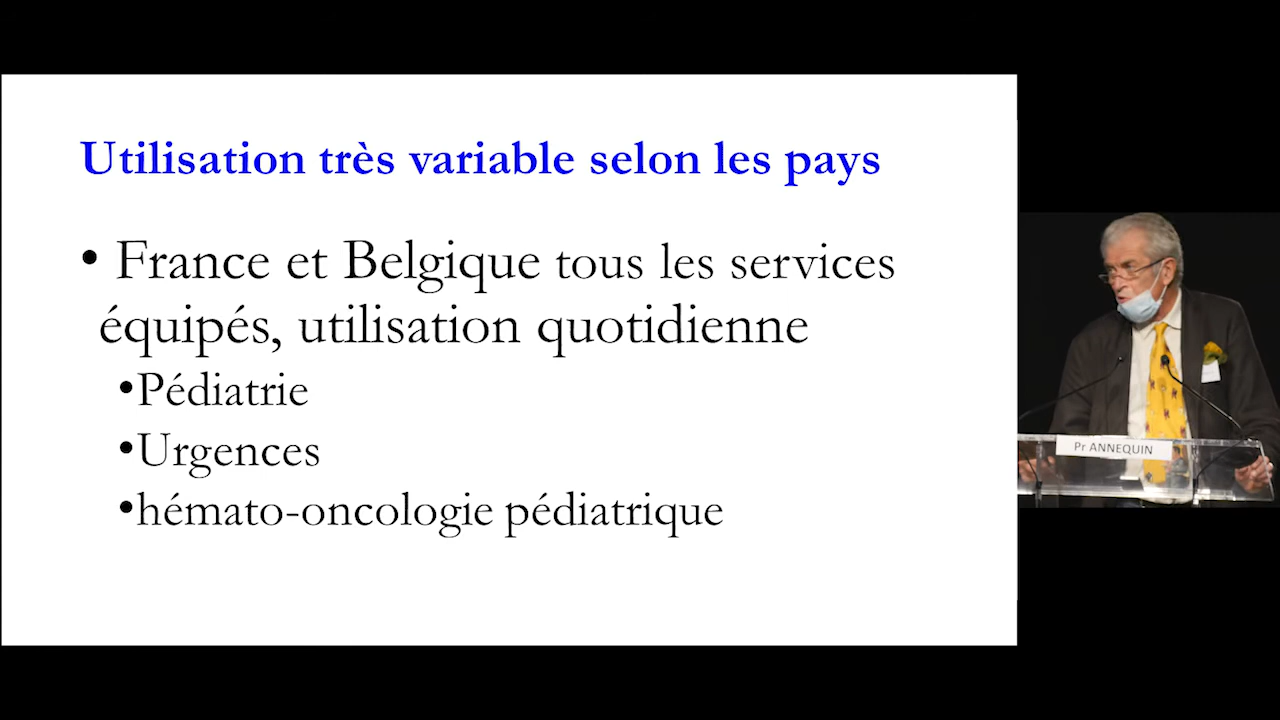 Utilisation très variable selon les pays
• France et Belgique tous les services
équipés, utilisation quotidienne
•Pédiatrie
•Urgences
•hémato-oncologie pédiatrique
Pr ANNEQUIN